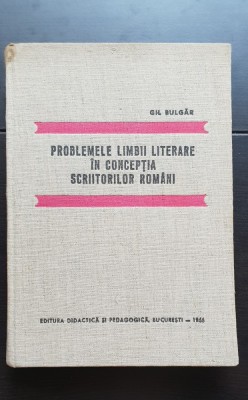 GH. BULGĂR
PROBLEMELE LIMBII LITERARE
ÎN CONCEPȚIA
SCRIITORILOR ROMÂNI
EDITURA DIDACTICĂ ȘI PEDAGOGICĂ, BUCUREȘTI – 1966